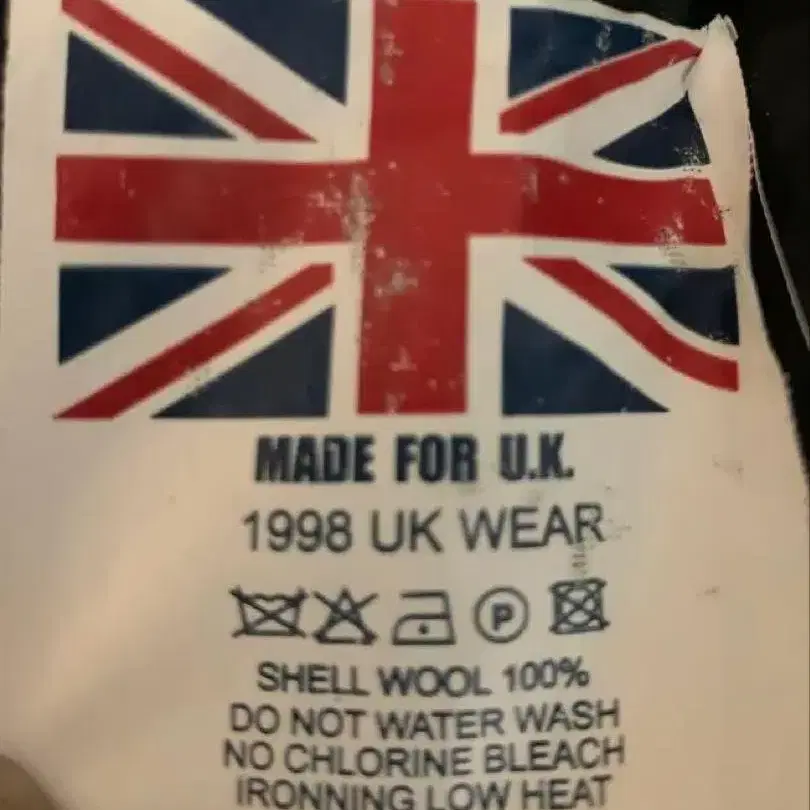 MADE FOR U.K.
1998 UK WEAR
P
SHELL WOOL 100%
DO NOT WATER WASH
NO CHLORINE BLEACH
IRONNING LOW HEAT